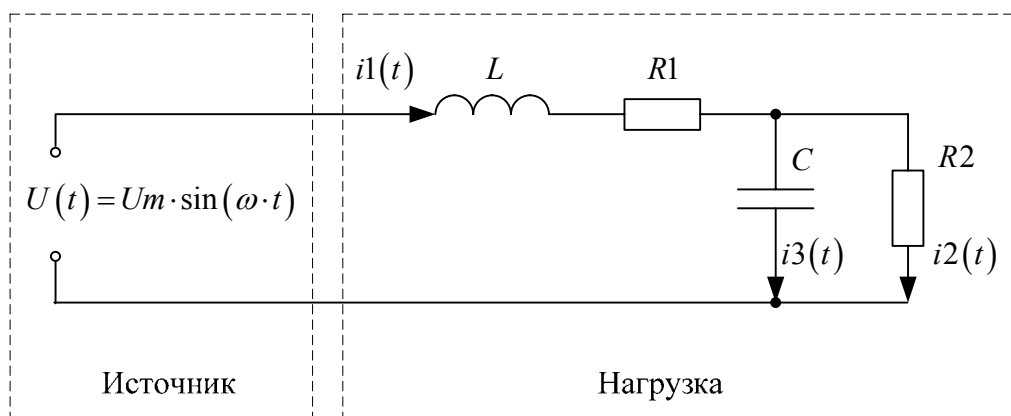 i1(t)
L
R1
C
R2
U(t)=Um·sin(ω·t)
i3(t)
i2(t)
Источник
Нагрузка